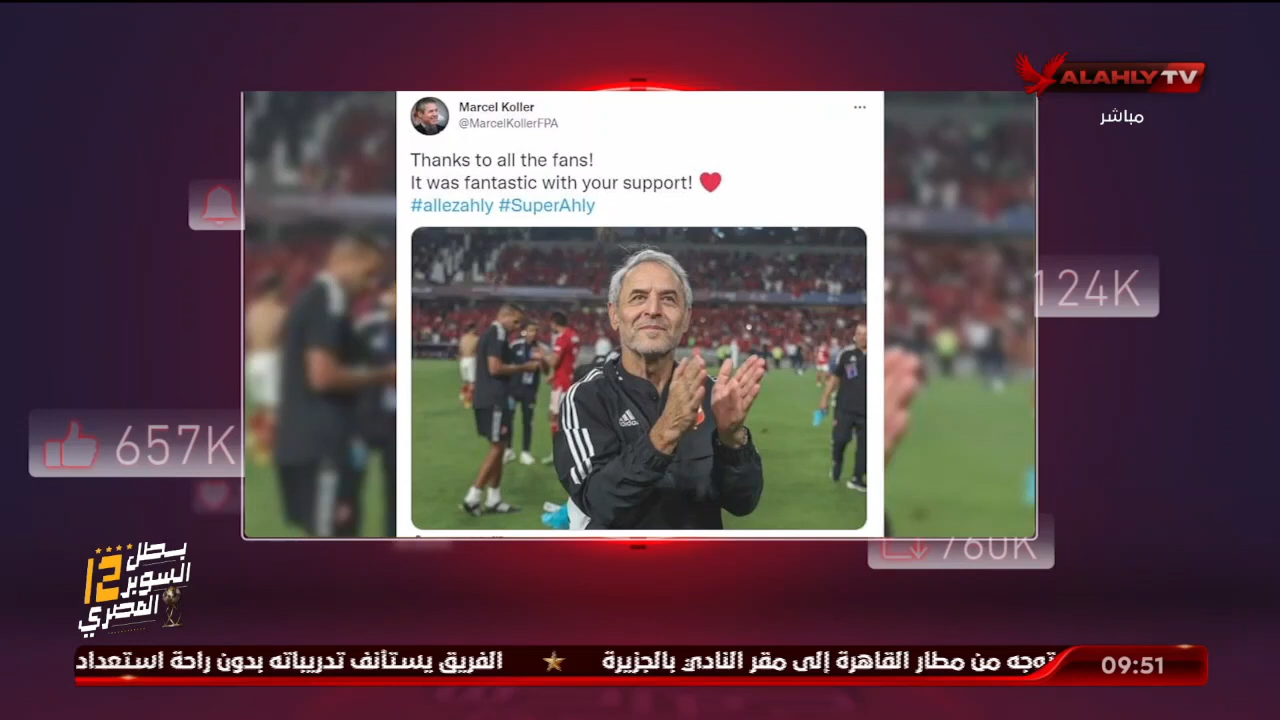 ALAHLY TV
مباشر
Marcel Koller
@MarcelKollerFPA
Thanks to all the fans!
It was fantastic with your support! ❤
#allezahly #SuperAhly
adidas
124K
657K
760K
بطل
السوبر 12
المصري
توجه من مطار القاهرة إلى مقر النادي بالجزيرة ★ الفريق يستأنف تدريباته بدون راحة استعداد
09:51